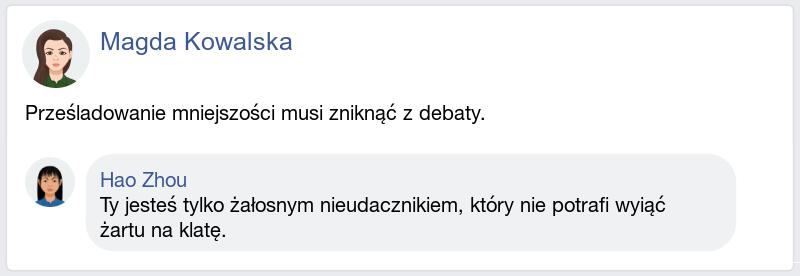 Magda Kowalska
Prześladowanie mniejszości musi zniknąć z debaty.
Hao Zhou
Ty jesteś tylko żałosnym nieudacznikiem, który nie potrafi wyiąć
żartu na klatę.